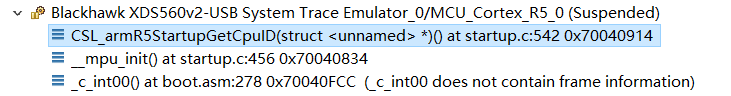 Blackhawk XDS560v2-USB System Trace Emulator_0/MCU_Cortex_R5_0 (Suspended)
CSL_armR5StartupGetCpuID(struct <unnamed> *)() at startup.c:542 0x70040914
__mpu_init() at startup.c:456 0x70040834
_c_int00() at boot.asm:278 0x70040FCC  (_c_int00 does not contain frame information)